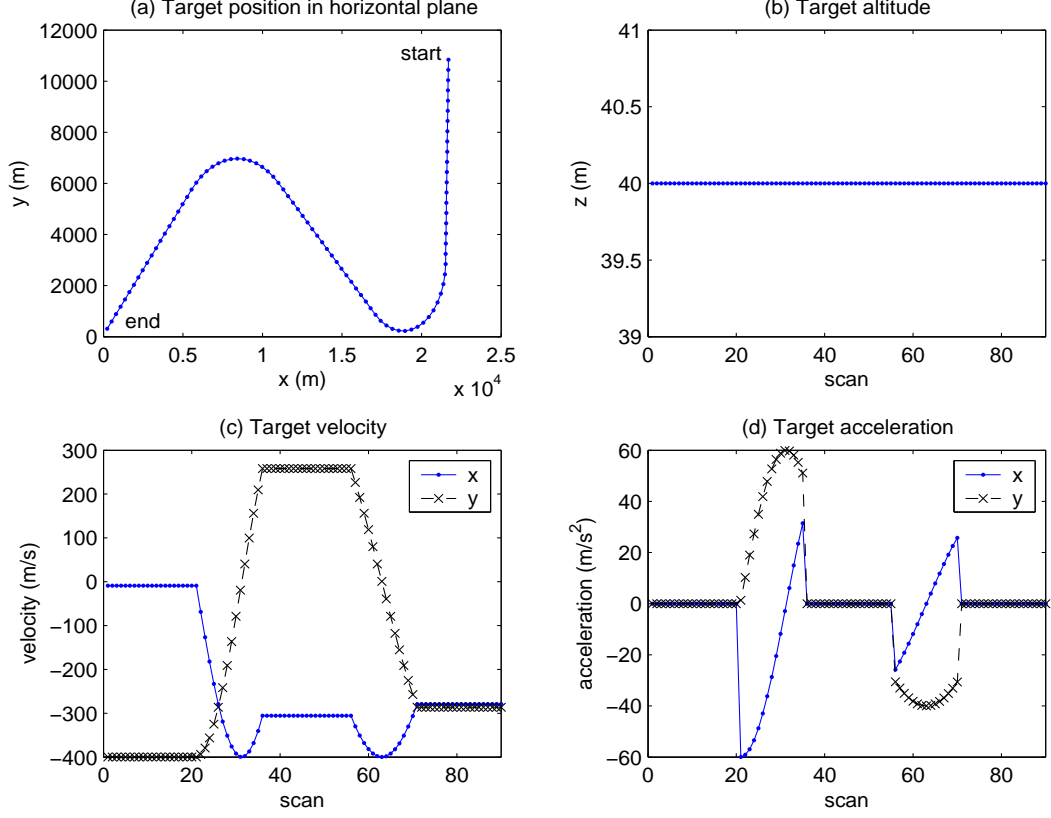 (a) Target position in horizontal plane
12000
10000
8000
6000
4000
2000
0
y (m)
start
end
0
0.5
1
1.5
2
2.5
x (m)
x 10^4
(b) Target altitude
41
40.5
40
39.5
39
z (m)
0
20
40
60
80
scan
(c) Target velocity
300
200
100
0
−100
−200
−300
−400
velocity (m/s)
x
y
0
20
40
60
80
scan
(d) Target acceleration
60
40
20
0
−20
−40
−60
acceleration (m/s²)
x
y
0
20
40
60
80
scan